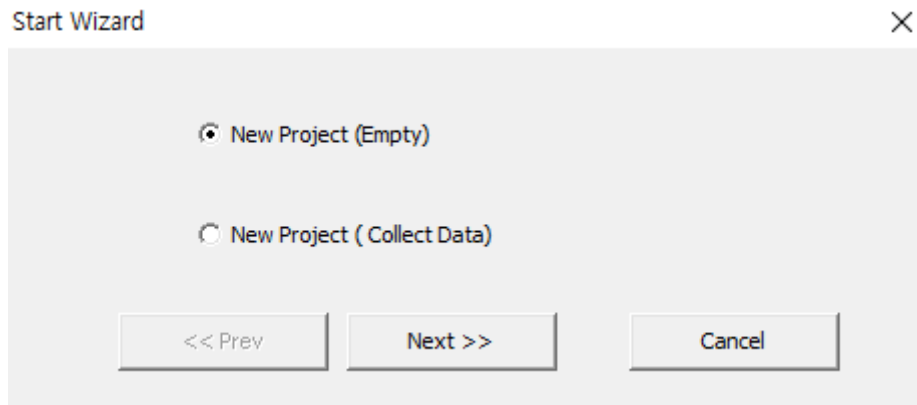 Start Wizard
New Project (Empty)
New Project ( Collect Data)
<< Prev Next >> Cancel